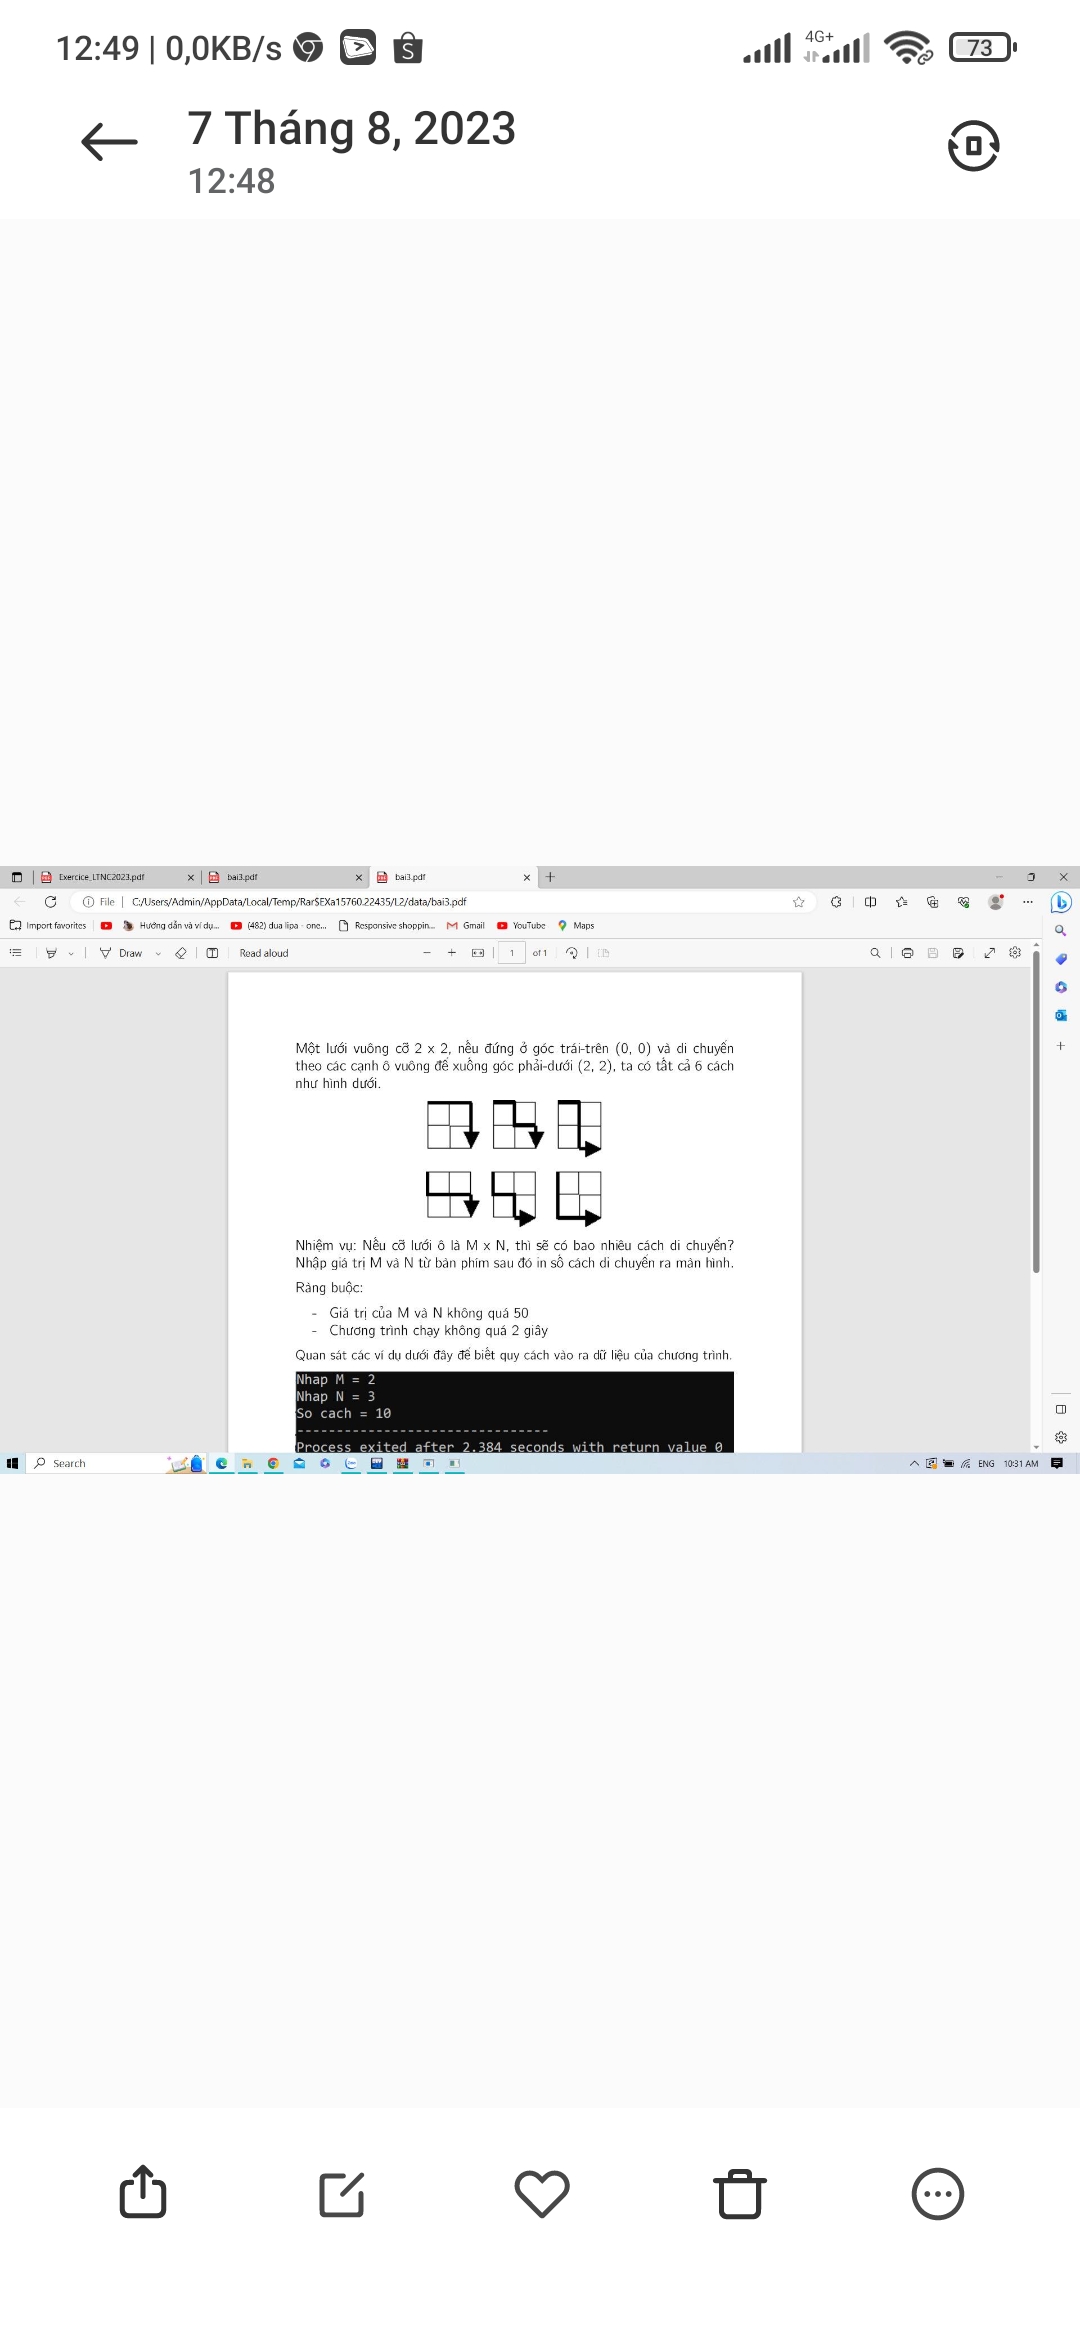 12:49 | 0,0KB/s
4G+
73
7 Tháng 8, 2023
12:48
Exercice_LTNC2023.pdf
bai3.pdf
bai3.pdf
File | C:/Users/Admin/AppData/Local/Temp/Rar$EXa15760.22435/L2/data/bai3.pdf
Import favorites
Hướng dẫn và ví dụ...
(482) dua lipa - one...
Responsive shoppin...
Gmail
YouTube
Maps
Draw
Read aloud
1 of 1
Một lưới vuông cỡ 2 x 2, nếu đứng ở góc trái-trên (0, 0) và di chuyển
theo các cạnh ô vuông để xuống góc phải-dưới (2, 2), ta có tất cả 6 cách
như hình dưới.
Nhiệm vụ: Nếu cỡ lưới ô là M x N, thì sẽ có bao nhiêu cách di chuyển?
Nhập giá trị M và N từ bàn phím sau đó in số cách di chuyển ra màn hình.
Ràng buộc:
- Giá trị của M và N không quá 50
- Chương trình chạy không quá 2 giây
Quan sát các ví dụ dưới đây để biết quy cách vào ra dữ liệu của chương trình.
Nhap M = 2
Nhap N = 3
So cach = 10
--------------------------------
Process exited after 2.384 seconds with return value 0
Search
ENG
10:31 AM